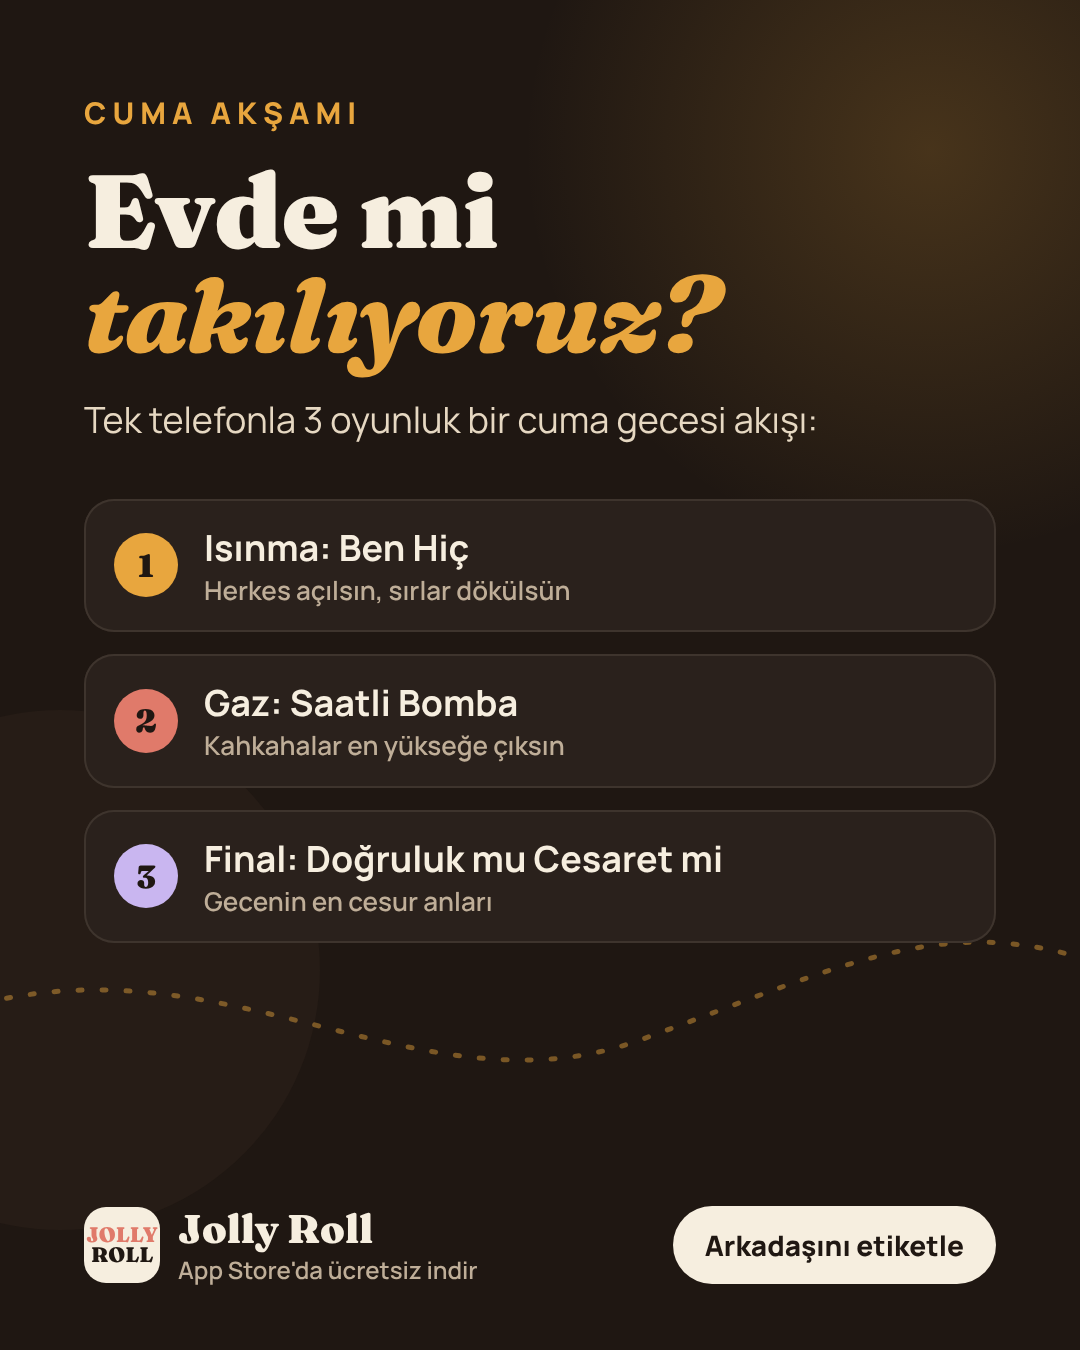 CUMA AKŞAMI
Evde mi
takılıyoruz?
Tek telefonla 3 oyunluk bir cuma gecesi akışı:
1
Isınma: Ben Hiç
Herkes açılsın, sırlar dökülsün
2
Gaz: Saatli Bomba
Kahkahalar en yükseğe çıksın
3
Final: Doğruluk mu Cesaret mi
Gecenin en cesur anları
JOLLY
ROLL
Jolly Roll
App Store'da ücretsiz indir
Arkadaşını etiketle